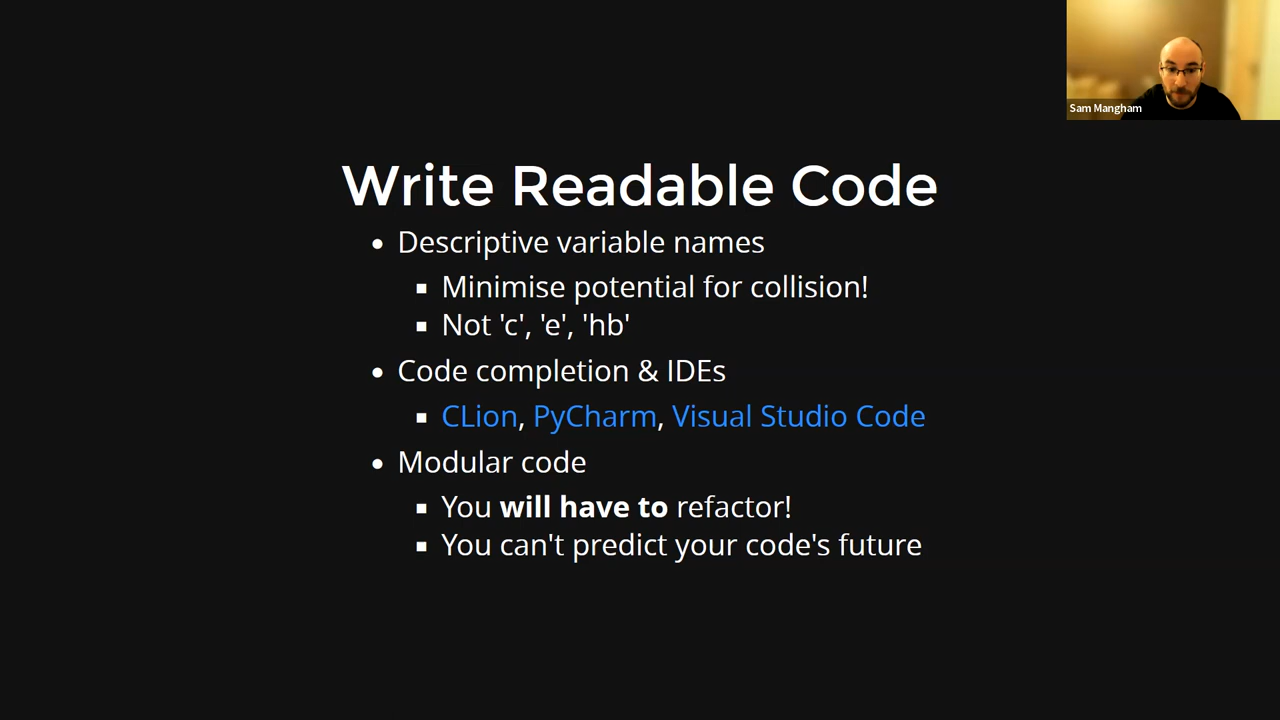 Sam Mangham
Write Readable Code
Descriptive variable names
Minimise potential for collision!
Not 'c', 'e', 'hb'
Code completion & IDEs
CLion, PyCharm, Visual Studio Code
Modular code
You will have to refactor!
You can't predict your code's future